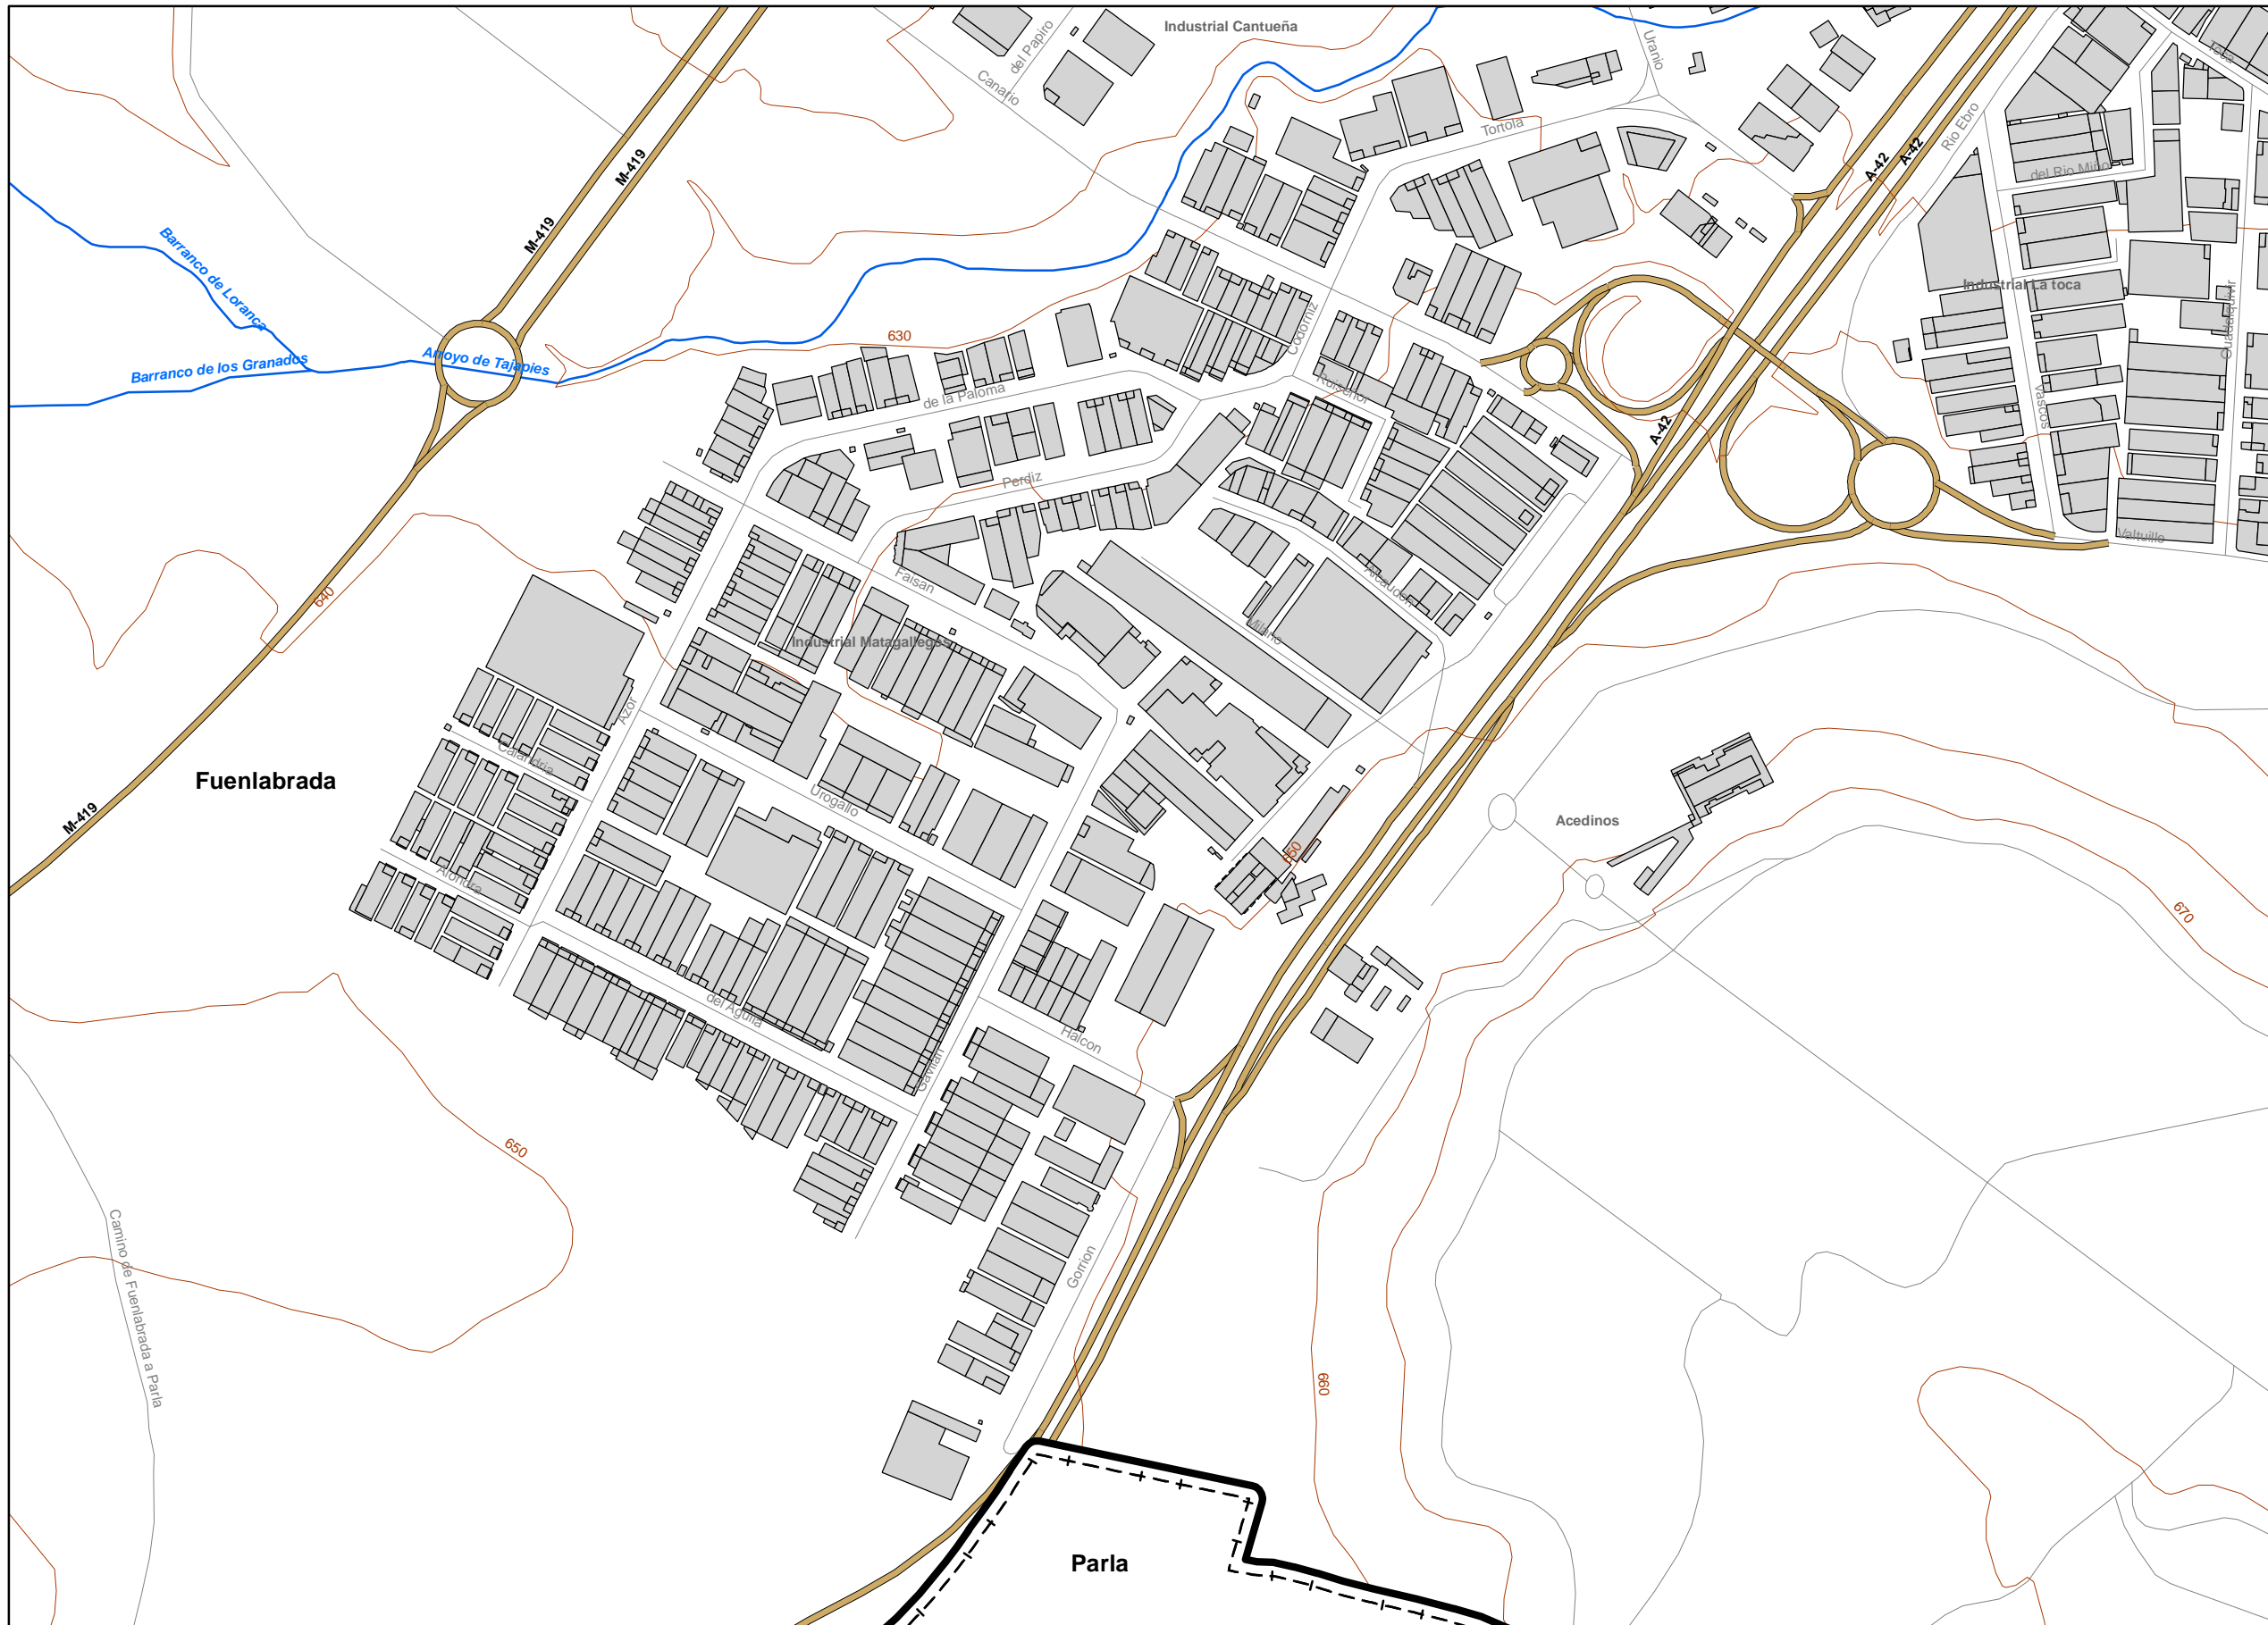 Industrial Cantueña
del Papiro
Canario
Uranio
Toca
Tortola
Rio Ebro
A-42
A-42
M-419
M-419
del Rio Miño
Barranco de Loranca
Industrial La toca
Guadalquivir
Codorniz
630
Arroyo de Tajapies
Barranco de los Granados
de la Paloma
Ruiseñor
Vascos
A-42
Perdiz
Valtuille
Faisan
Alcaudon
640
Milano
Industrial Matagallegos
Azor
Calandria
Fuenlabrada
Urogallo
M-419
Acedinos
650
Alondra
670
del Aguila
Halcon
Gavilan
650
Camino de Fuenlabrada a Parla
Gorrion
660
Parla